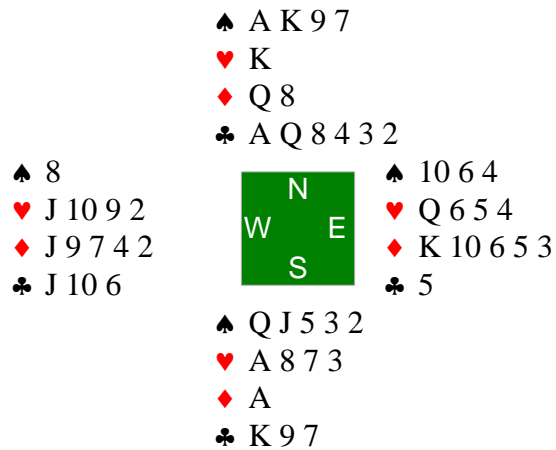 ♠ A K 9 7
♥ K
♦ Q 8
♣ A Q 8 4 3 2
♠ 8
♥ J 10 9 2
♦ J 9 7 4 2
♣ J 10 6
N
W E
S
♠ 10 6 4
♥ Q 6 5 4
♦ K 10 6 5 3
♣ 5
♠ Q J 5 3 2
♥ A 8 7 3
♦ A
♣ K 9 7